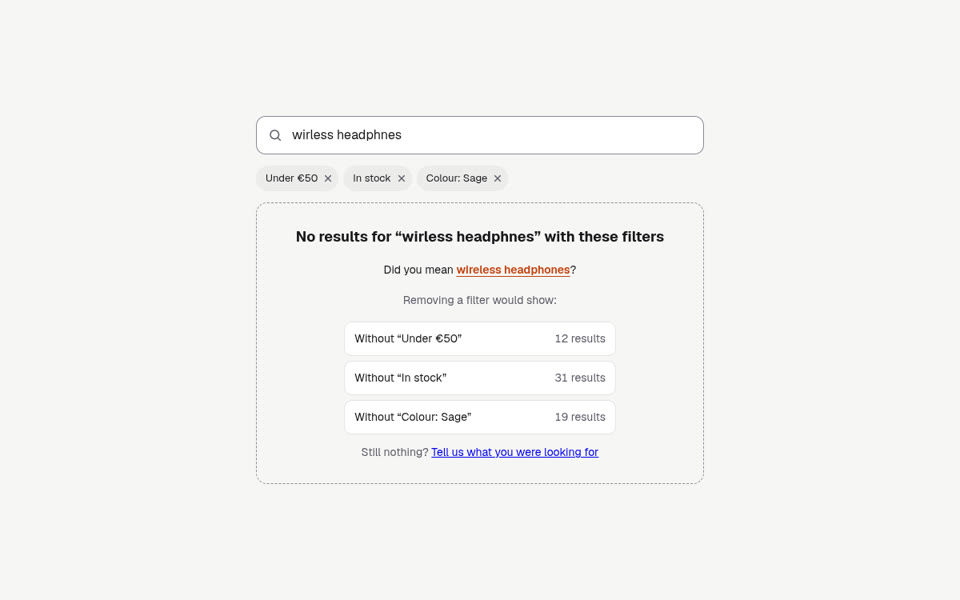 wirless headphnes
Under €50 ✕ In stock ✕ Colour: Sage ✕
No results for “wirless headphnes” with these filters
Did you mean wireless headphones?
Removing a filter would show:
Without “Under €50” 12 results
Without “In stock” 31 results
Without “Colour: Sage” 19 results
Still nothing? Tell us what you were looking for